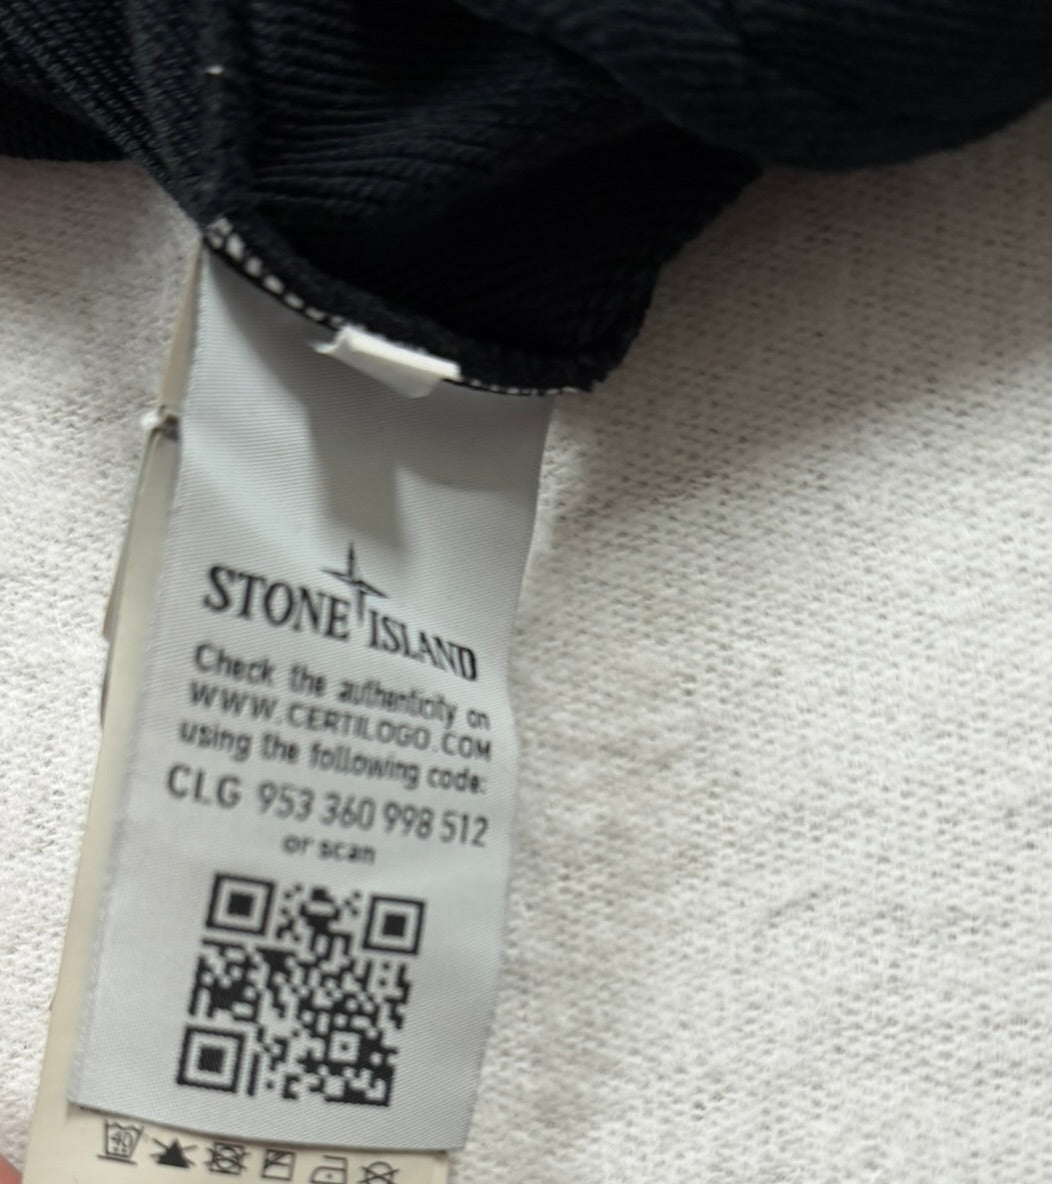 STONE ISLAND
Check the authenticity on
WWW.CERTILOGO.COM
using the following code:
CLG 953 360 998 512
or scan
40